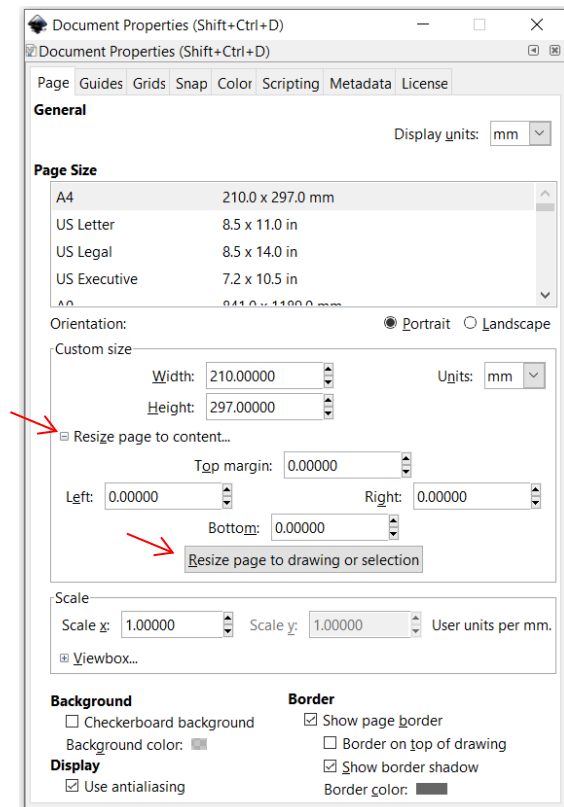 Document Properties (Shift+Ctrl+D)
Document Properties (Shift+Ctrl+D)
Page Guides Grids Snap Color Scripting Metadata License
General
Display units: mm
Page Size
A4 210.0 x 297.0 mm
US Letter 8.5 x 11.0 in
US Legal 8.5 x 14.0 in
US Executive 7.2 x 10.5 in
A0 841.0 x 1189.0 mm
Orientation: Portrait Landscape
Custom size
Width: 210.00000 Units: mm
Height: 297.00000
Resize page to content...
Top margin: 0.00000
Left: 0.00000 Right: 0.00000
Bottom: 0.00000
Resize page to drawing or selection
Scale
Scale x: 1.00000 Scale y: 1.00000 User units per mm.
Viewbox...
Background Border
Checkerboard background Show page border
Background color: Border on top of drawing
Display Show border shadow
Use antialiasing Border color: